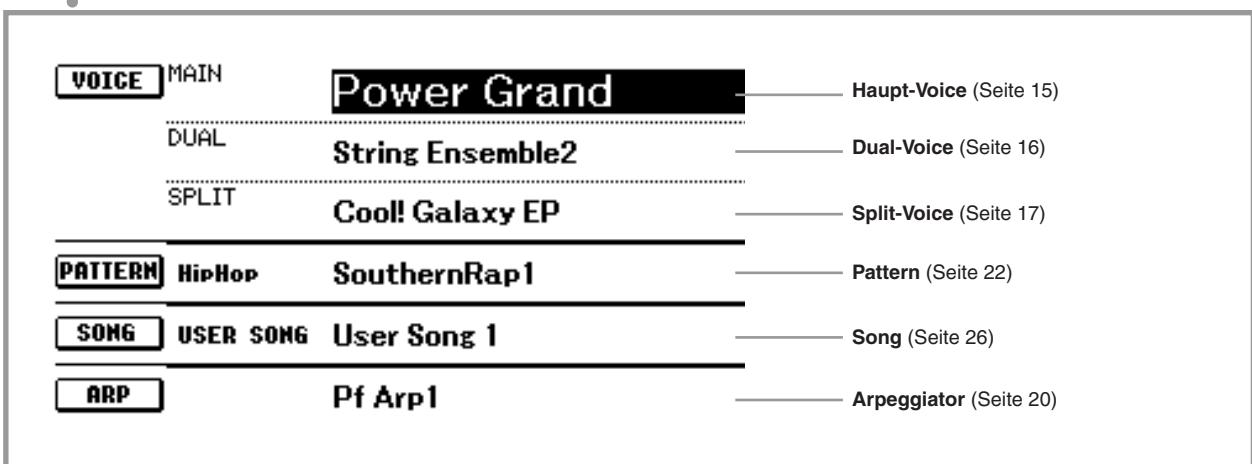 VOICE MAIN Power Grand Haupt-Voice (Seite 15)
DUAL String Ensemble2 Dual-Voice (Seite 16)
SPLIT Cool! Galaxy EP Split-Voice (Seite 17)
PATTERN HipHop SouthernRap1 Pattern (Seite 22)
SONG USER SONG User Song 1 Song (Seite 26)
ARP Pf Arp1 Arpeggiator (Seite 20)